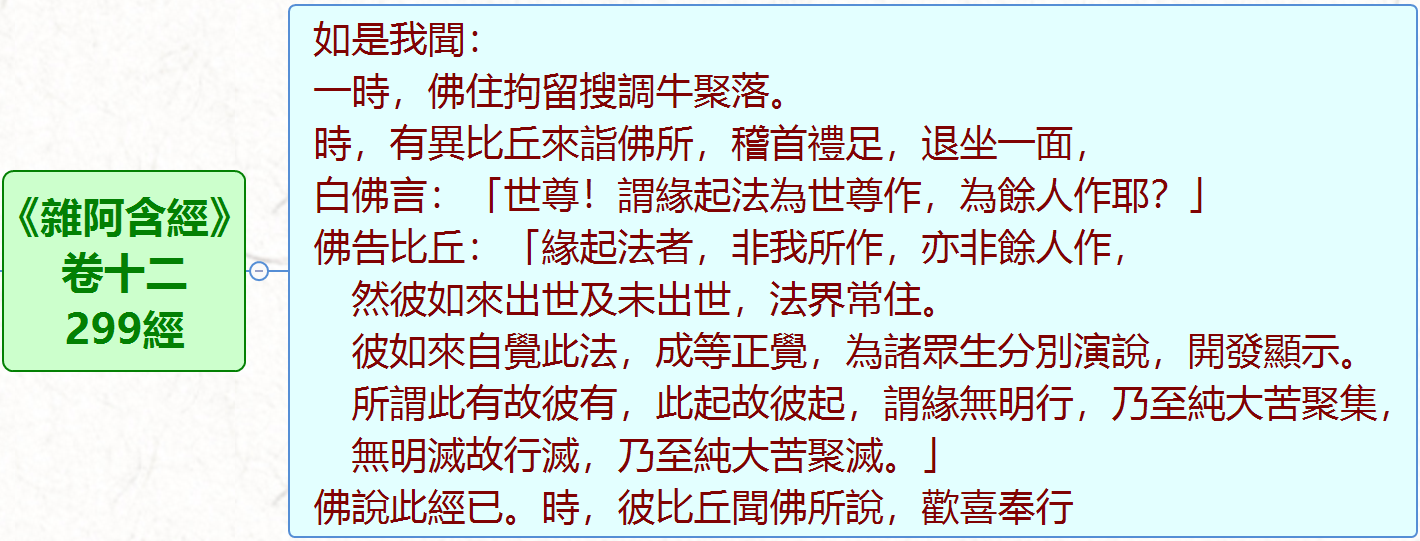 《雜阿含經》
卷十二
299經
如是我聞：
一時，佛住拘留搜調牛聚落。
時，有異比丘來詣佛所，稽首禮足，退坐一面，
白佛言：「世尊！謂緣起法為世尊作，為餘人作耶？」
佛告比丘：「緣起法者，非我所作，亦非餘人作，
然彼如來出世及未出世，法界常住。
彼如來自覺此法，成等正覺，為諸眾生分別演說，開發顯示。
所謂此有故彼有，此起故彼起，謂緣無明行，乃至純大苦聚集，
無明滅故行滅，乃至純大苦聚滅。」
佛說此經已。時，彼比丘聞佛所說，歡喜奉行